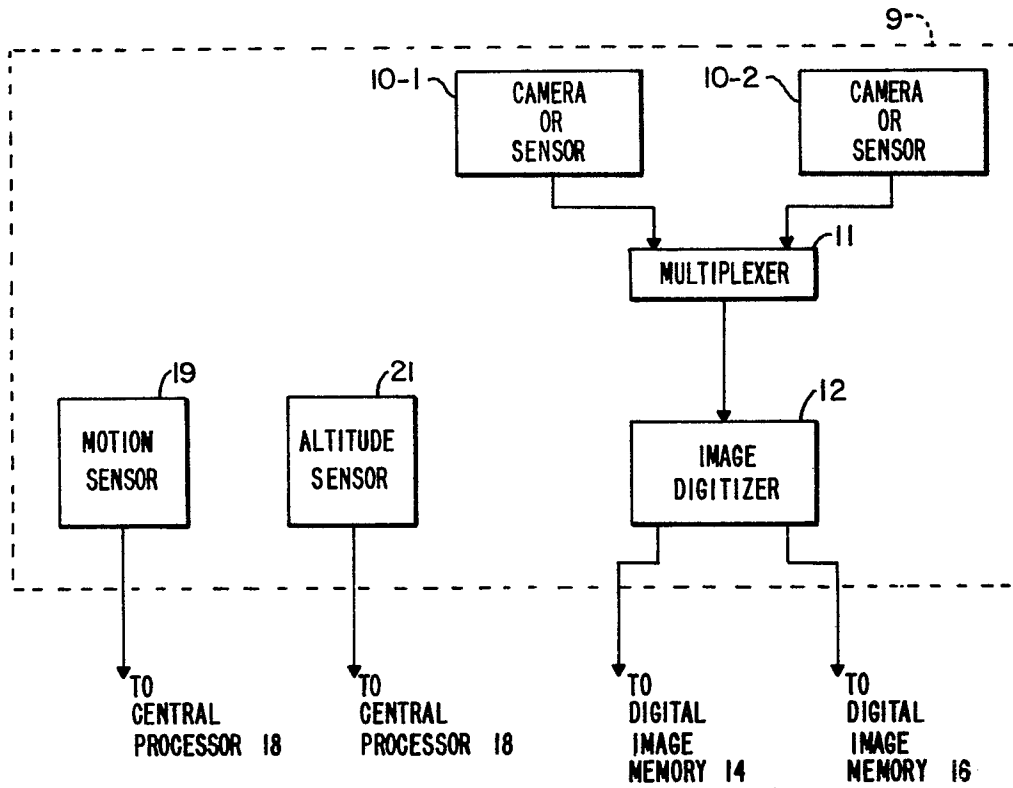 9
10-1
CAMERA
OR
SENSOR
10-2
CAMERA
OR
SENSOR
11
MULTIPLEXER
19
MOTION
SENSOR
21
ALTITUDE
SENSOR
12
IMAGE
DIGITIZER
TO
CENTRAL
PROCESSOR 18
TO
CENTRAL
PROCESSOR 18
TO
DIGITAL
IMAGE
MEMORY 14
TO
DIGITAL
IMAGE
MEMORY 16